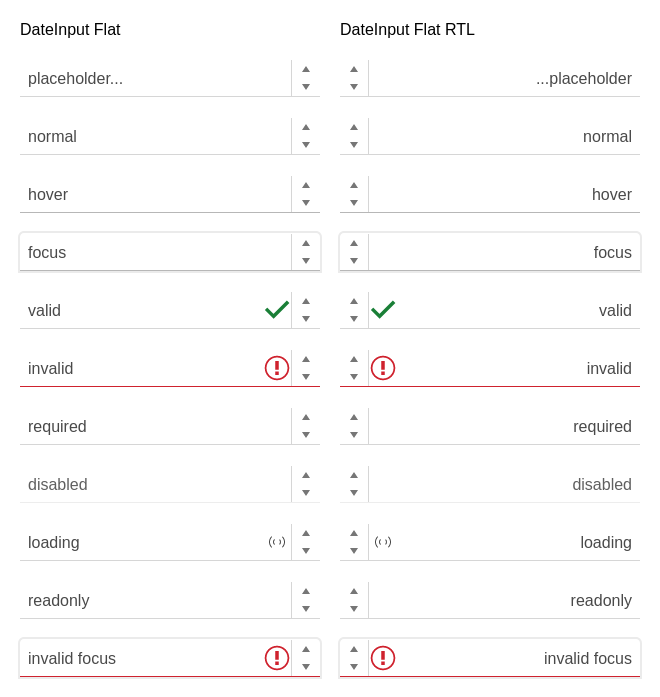 DateInput Flat
placeholder...
normal
hover
focus
valid
invalid
required
disabled
loading
readonly
invalid focus
DateInput Flat RTL
...placeholder
normal
hover
focus
valid
invalid
required
disabled
loading
readonly
invalid focus